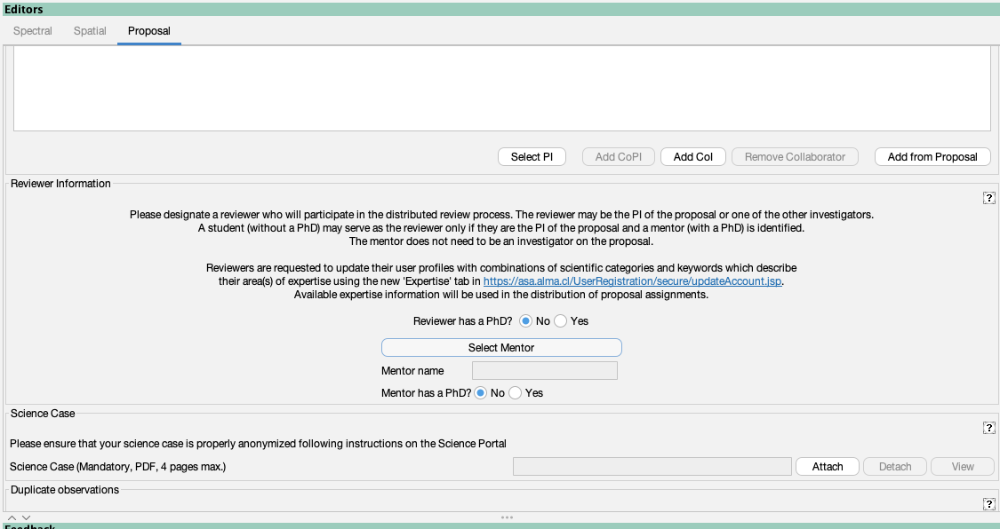 Editors
Spectral Spatial Proposal
Select PI Add CoPI Add CoI Remove Collaborator Add from Proposal
Reviewer Information
?
Please designate a reviewer who will participate in the distributed review process. The reviewer may be the PI of the proposal or one of the other investigators.
A student (without a PhD) may serve as the reviewer only if they are the PI of the proposal and a mentor (with a PhD) is identified.
The mentor does not need to be an investigator on the proposal.
Reviewers are requested to update their user profiles with combinations of scientific categories and keywords which describe
their area(s) of expertise using the new 'Expertise' tab in https://asa.alma.cl/UserRegistration/secure/updateAccount.jsp.
Available expertise information will be used in the distribution of proposal assignments.
Reviewer has a PhD? No Yes
Select Mentor
Mentor name
Mentor has a PhD? No Yes
Science Case
?
Please ensure that your science case is properly anonymized following instructions on the Science Portal
Science Case (Mandatory, PDF, 4 pages max.) Attach Detach View
Duplicate observations
?
Feedback